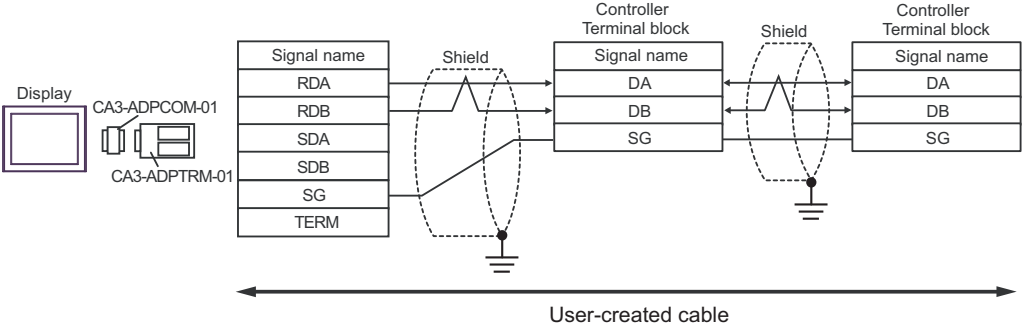 Display
CA3-ADPCOM-01
CA3-ADPTRM-01
Signal name
RDA
RDB
SDA
SDB
SG
TERM
Shield
Controller
Terminal block
Signal name
DA
DB
SG
Shield
Controller
Terminal block
Signal name
DA
DB
SG
User-created cable